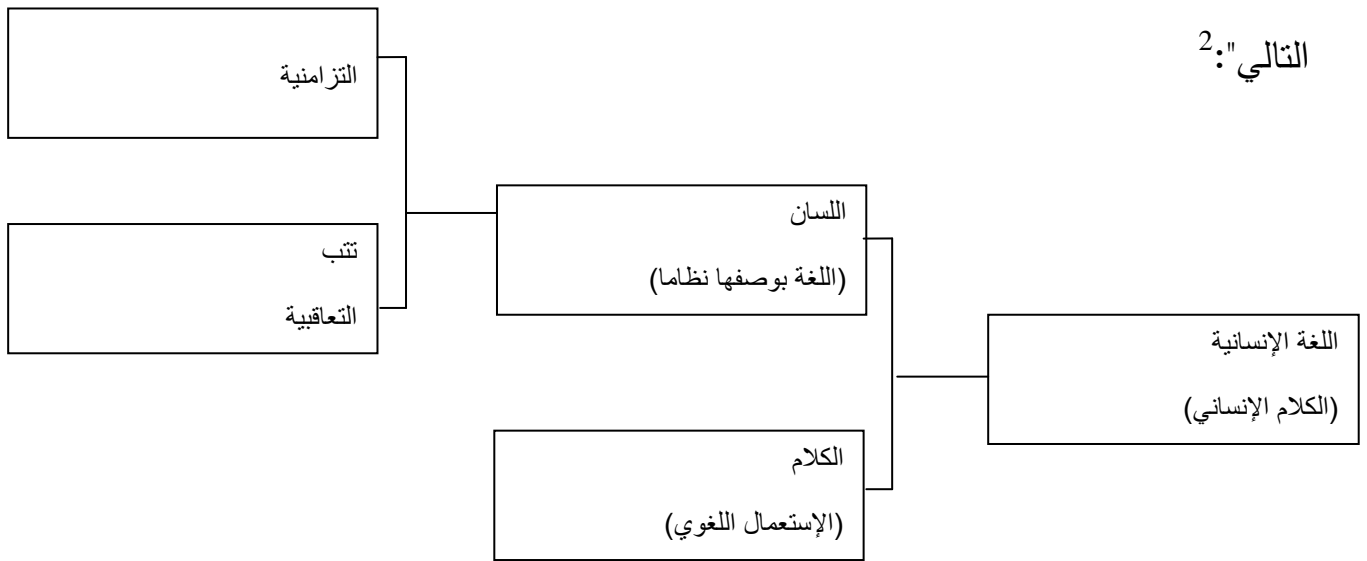 التالي":2
التزامنية
اللسان
(اللغة بوصفها نظاما)
تتب
التعاقبية
اللغة الإنسانية
(الكلام الإنساني)
الكلام
(الإستعمال اللغوي)